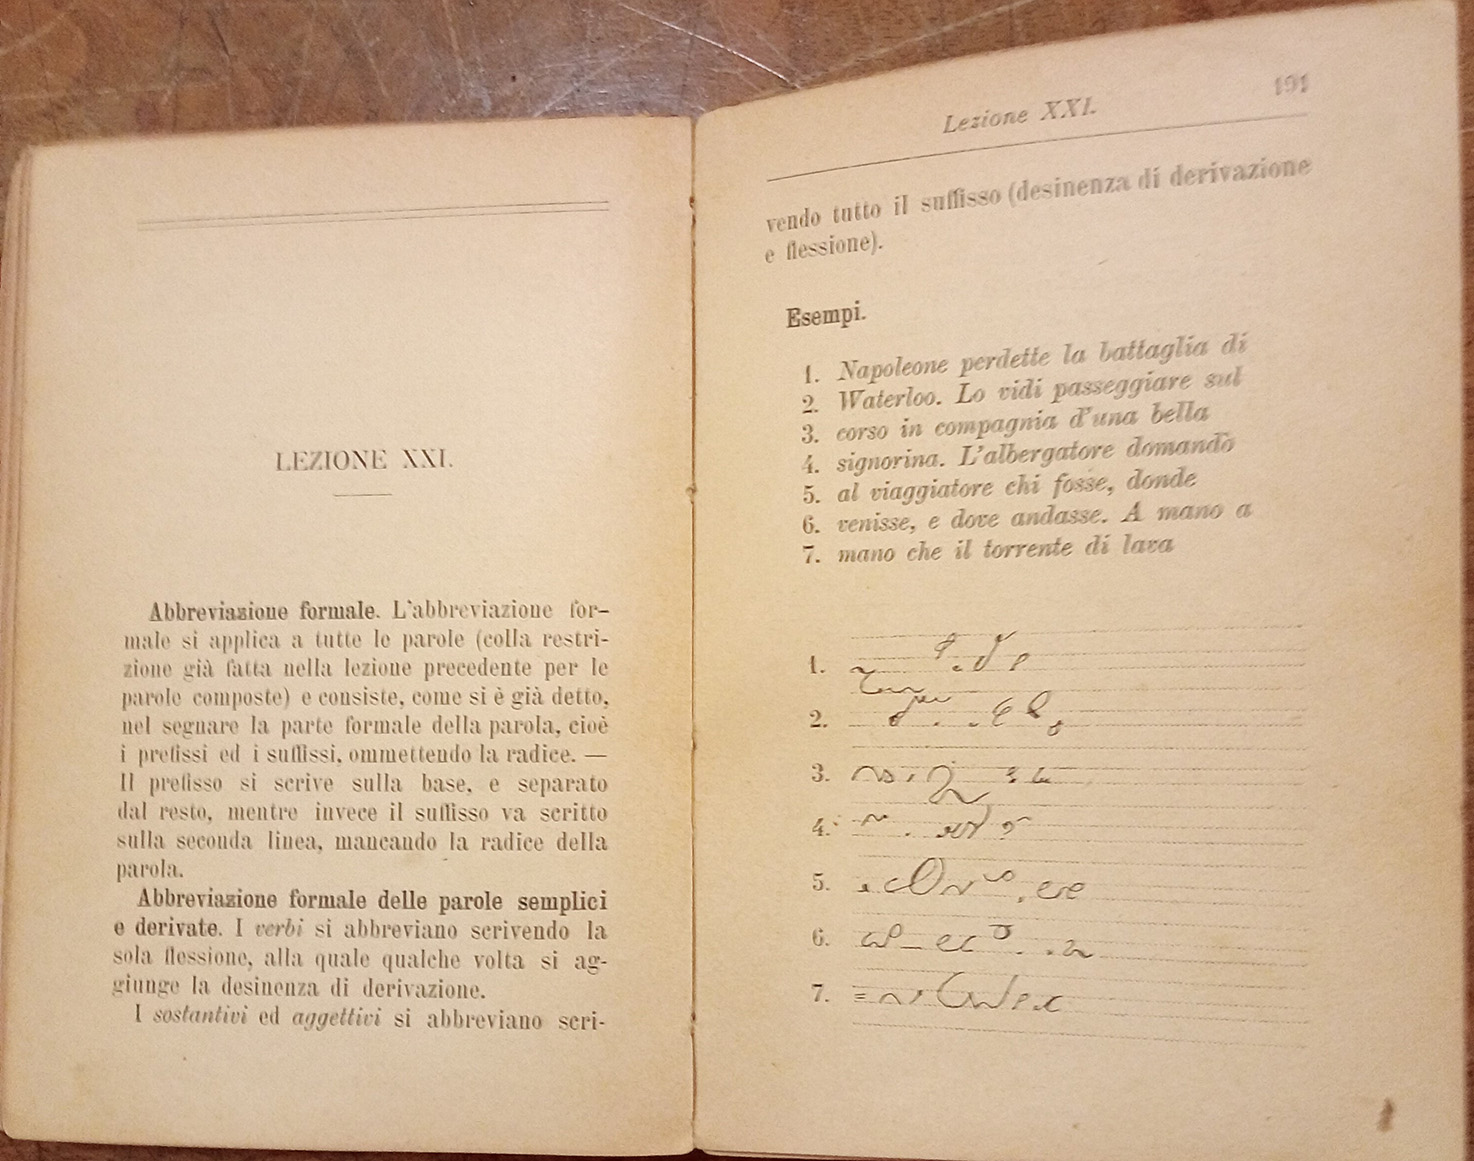 LEZIONE XXI.
Abbreviazione formale. L'abbreviazione for-
male si applica a tutte le parole (colla restri-
zione già fatta nella lezione precedente per le
parole composte) e consiste, come si è già detto,
nel segnare la parte formale della parola, cioè
i prefissi ed i suffissi, ommettendo la radice. —
Il prefisso si scrive sulla base, e separato
dal resto, mentre invece il suffisso va scritto
sulla seconda linea, mancando la radice della
parola.
Abbreviazione formale delle parole semplici
e derivate. I verbi si abbreviano scrivendo la
sola flessione, alla quale qualche volta si ag-
giunge la desinenza di derivazione.
I sostantivi ed aggettivi si abbreviano scri-
Lezione XXI. 191
vendo tutto il suffisso (desinenza di derivazione
e flessione).
Esempi.
1. Napoleone perdette la battaglia di
2. Waterloo. Lo vidi passeggiare sul
3. corso in compagnia d'una bella
4. signorina. L'albergatore domandò
5. al viaggiatore chi fosse, donde
6. venisse, e dove andasse. A mano a
7. mano che il torrente di lava
1.
2.
3.
4.
5.
6.
7.